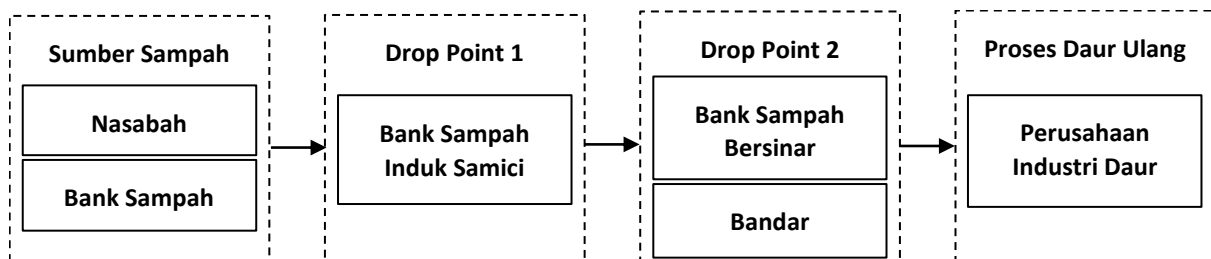 Sumber Sampah
Nasabah
Bank Sampah
Drop Point 1
Bank Sampah
Induk Samici
Drop Point 2
Bank Sampah
Bersinar
Bandar
Proses Daur Ulang
Perusahaan
Industri Daur